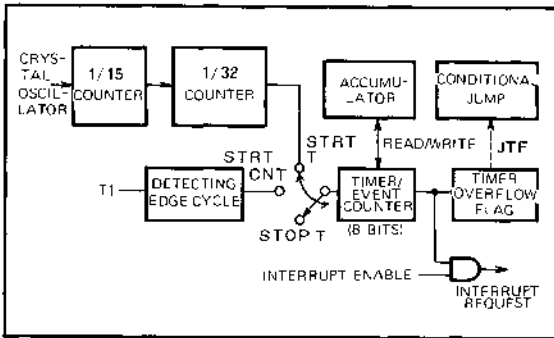 CRYS-
TAL
OSCIL-
LATOR
1/15
COUNTER
1/32
COUNTER
ACCUMU-
LATOR
CONDITIONA
JUMP
STRT
T
READ/WRITE
JTF
STRT
CNT
T1
DETECTING
EDGE CYCLE
TIMER/
EVENT
COUNTER
(8 BITS)
TIMER
OVERFLOW
FLAG
STOP T
INTERRUPT ENABLE
INTERRUPT
REQUEST